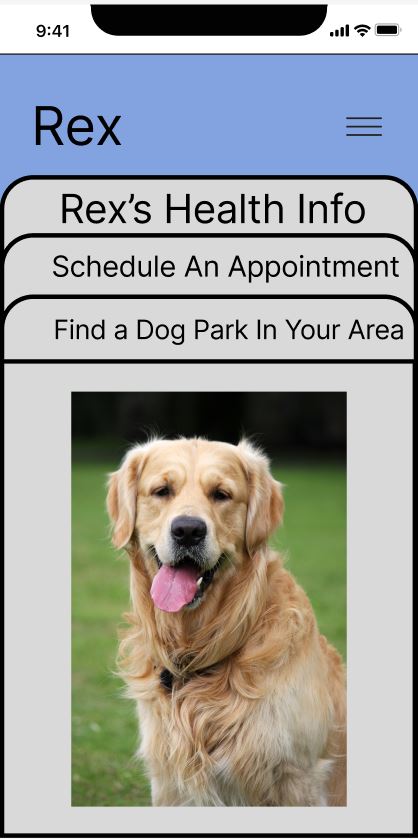 9:41
Rex
Rex’s Health Info
Schedule An Appointment
Find a Dog Park In Your Area